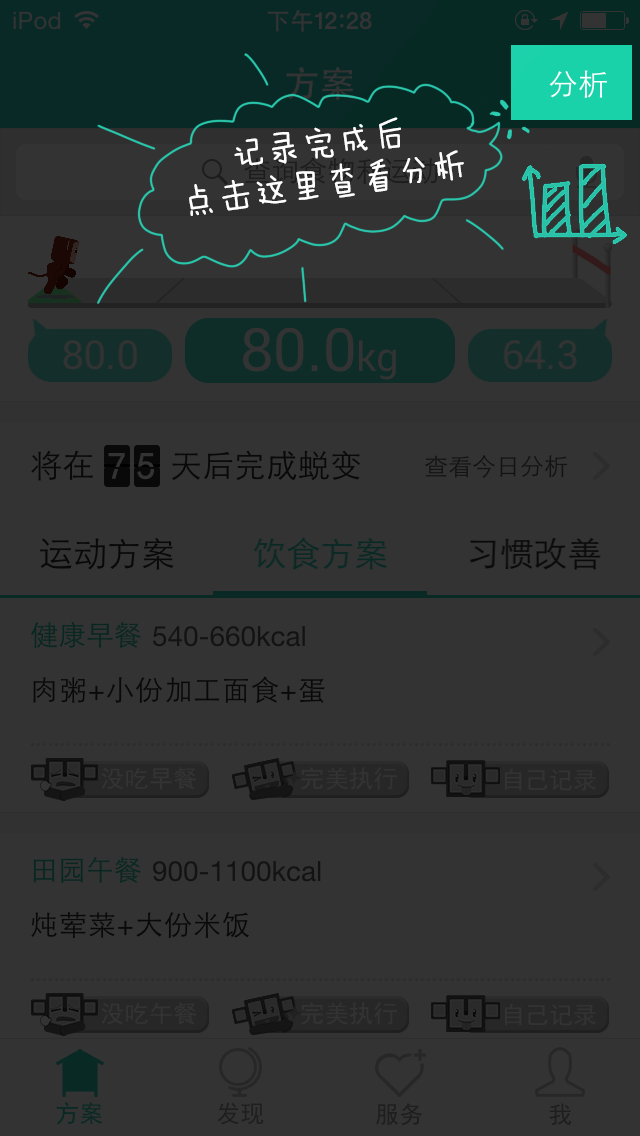 iPod 下午12:28
方案
分析
记录完成后
点击这里查看分析
80.0 80.0kg 64.3
将在 75 天后完成蜕变 查看今日分析
运动方案 饮食方案 习惯改善
健康早餐 540-660kcal
肉粥+小份加工面食+蛋
没吃早餐 完美执行 自己记录
田园午餐 900-1100kcal
炖荤菜+大份米饭
没吃午餐 完美执行 自己记录
方案 发现 服务 我